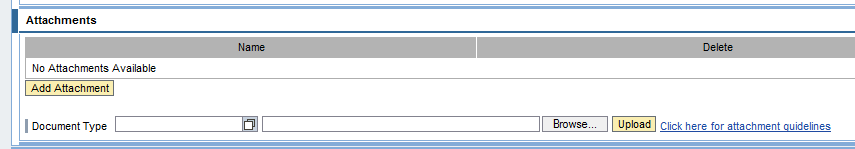 Attachments
Name Delete
No Attachments Available
Add Attachment
Document Type Browse... Upload Click here for attachment guidelines